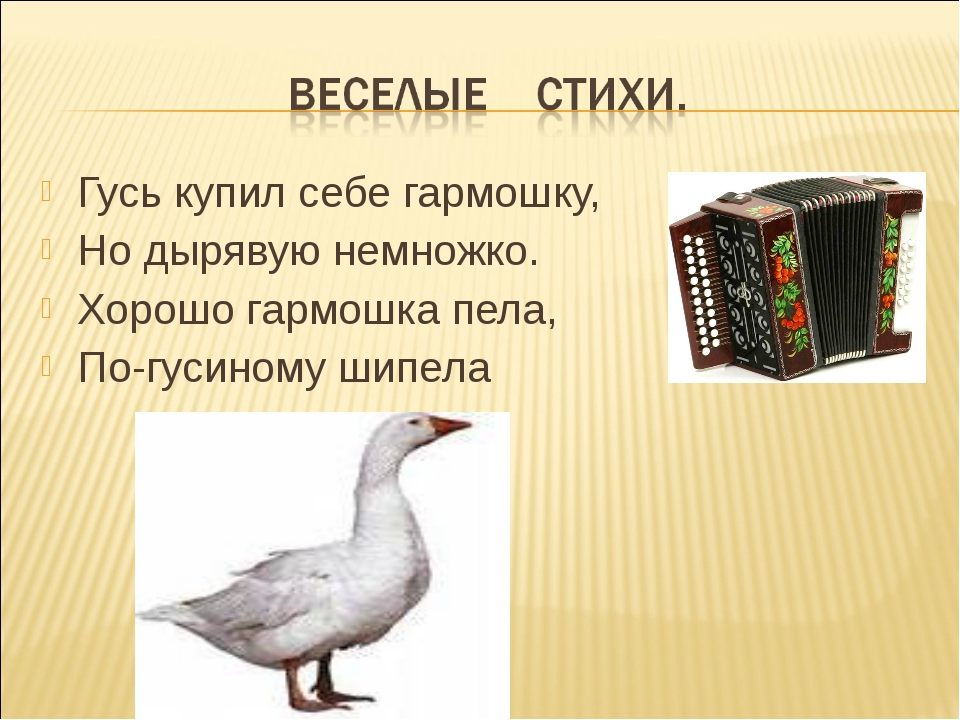 ВЕСЕЛЫЕ СТИХИ.
Гусь купил себе гармошку,
Но дырявую немножко.
Хорошо гармошка пела,
По-гусиному шипела